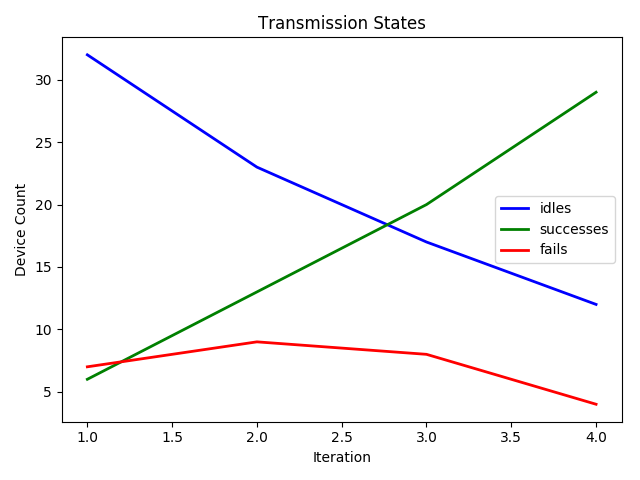 Transmission States
Device Count
30
25
20
15
10
5
idles
successes
fails
1.0 1.5 2.0 2.5 3.0 3.5 4.0
Iteration